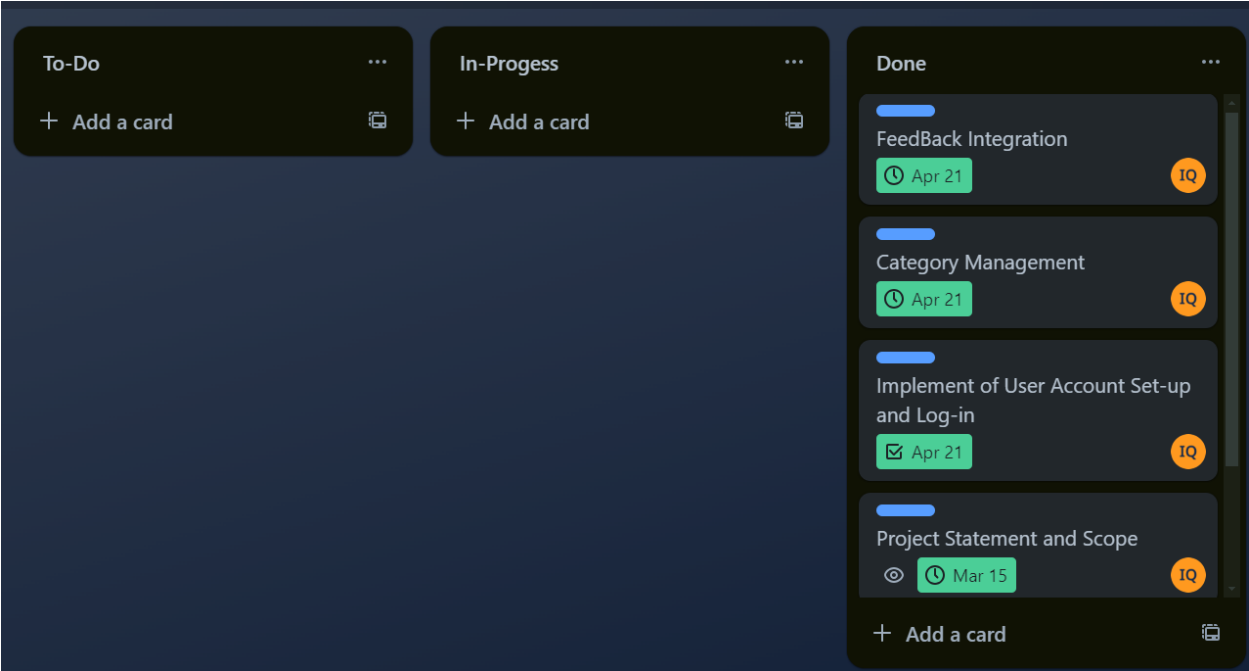 To-Do
Add a card
In-Progess
Add a card
Done
FeedBack Integration
Apr 21
IQ
Category Management
Apr 21
IQ
Implement of User Account Set-up
and Log-in
Apr 21
IQ
Project Statement and Scope
Mar 15
IQ
Add a card